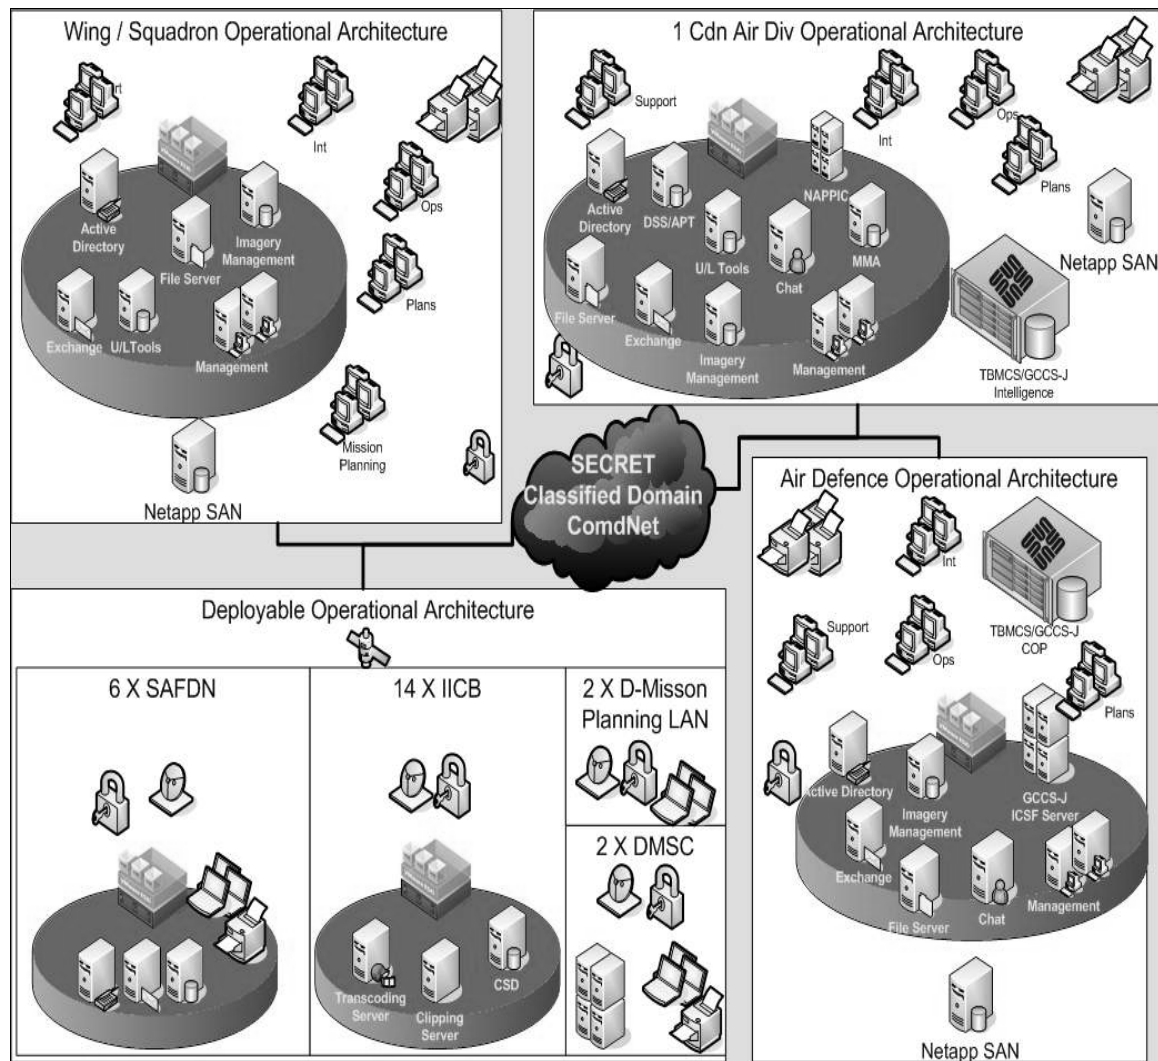 Wing / Squadron Operational Architecture
rt
Int
Ops
Plans
Mission
Planning
Active
Directory
File Server
Imagery
Management
Exchange
U/LTools
Management
Netapp SAN
1 Cdn Air Div Operational Architecture
Support
Int
Ops
Plans
NAPPIC
Active
Directory
DSS/APT
U/L Tools
Chat
MMA
File Server
Exchange
Imagery
Management
Management
Netapp SAN
TBMCS/GCCS-J
Intelligence
SECRET
Classified Domain
ComdNet
Air Defence Operational Architecture
Int
Support
Ops
TBMCS/GCCS-J
COP
Plans
Active Directory
Imagery
Management
GCCS-J
ICSF Server
Exchange
File Server
Chat
Management
Netapp SAN
Deployable Operational Architecture
6 X SAFDN
14 X IICB
Transcoding
Server
Clipping
Server
CSD
2 X D-Misson
Planning LAN
2 X DMSC